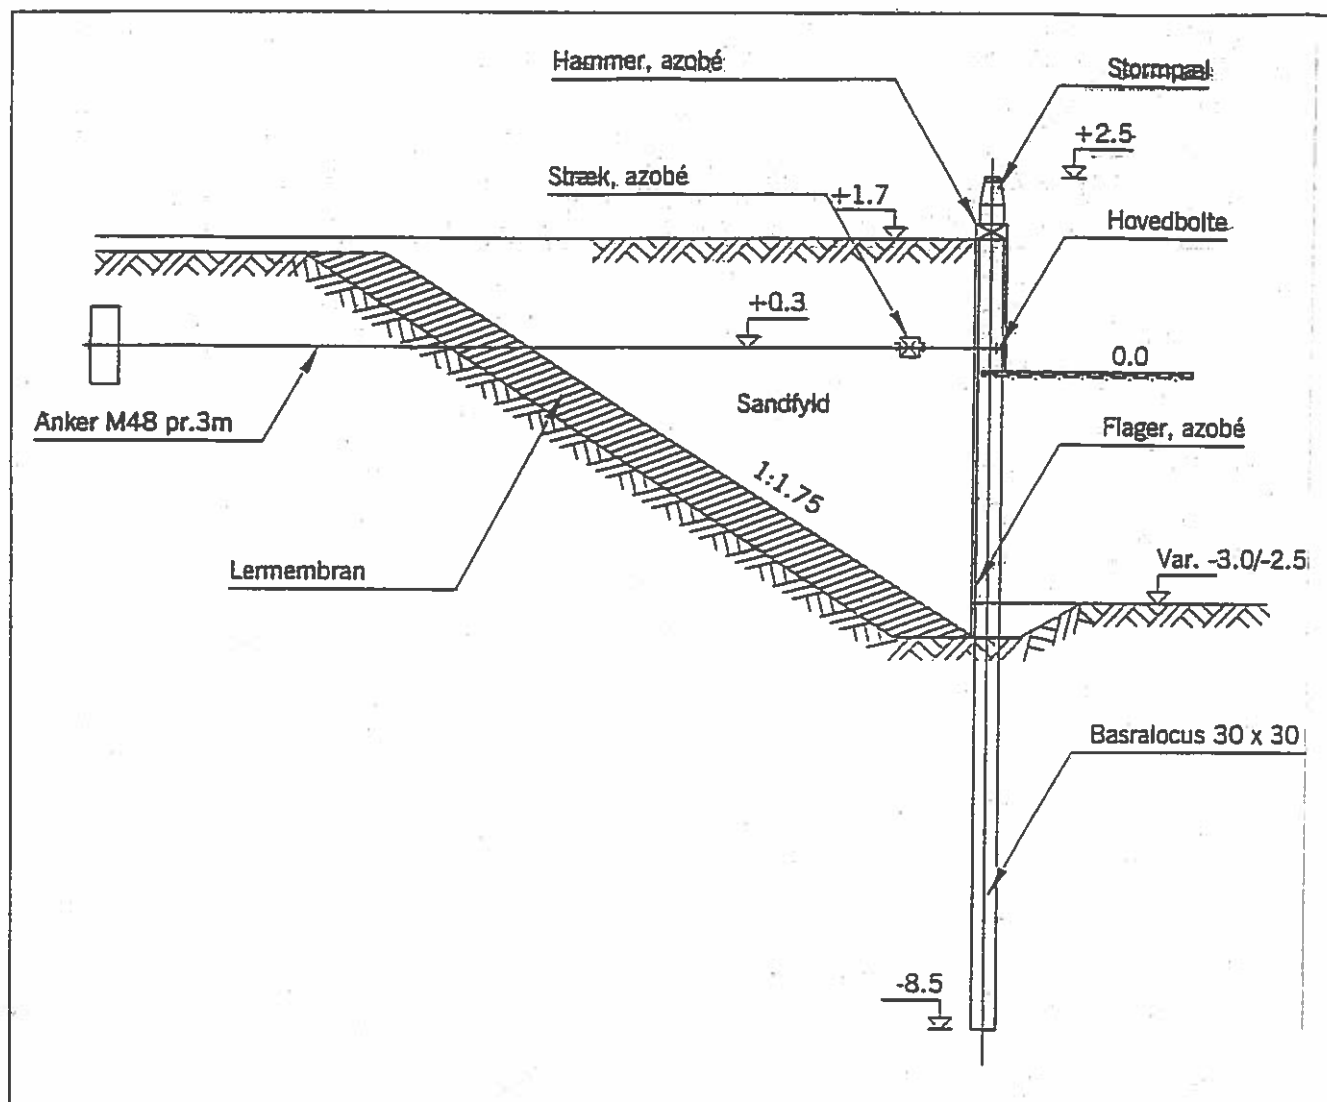 Hammer, azobé
Stormpæl
+2.5
Stræk, azobé
+1.7
Hovedbolte
+0.3
0.0
Anker M48 pr.3m
Sandfyld
Flager, azobé
1:1.75
Lermembran
Var. -3.0/-2.5
Basralocus 30 x 30
-8.5